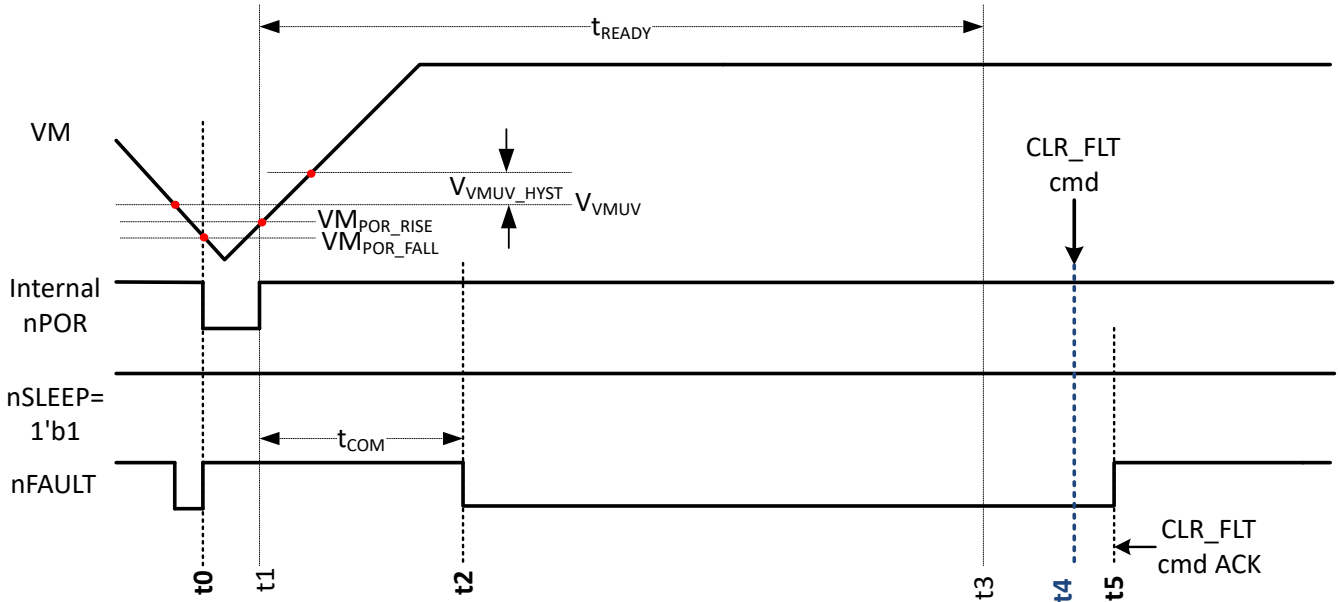 tREADY
VM
CLR_FLT
cmd
VVMUV_HYST
VVMUV
VMPOR_RISE
VMPOR_FALL
Internal
nPOR
nSLEEP=
1'b1
tCOM
nFAULT
CLR_FLT
cmd ACK
t0
t1
t2
t3
t4
t5